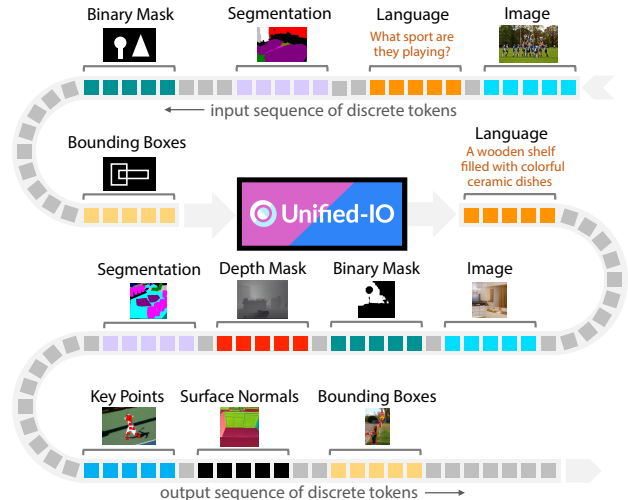 Binary Mask
Segmentation
Language
Image
What sport are
they playing?
input sequence of discrete tokens
Bounding Boxes
Unified-IO
Language
A wooden shelf
filled with colorful
ceramic dishes
Segmentation
Depth Mask
Binary Mask
Image
Key Points
Surface Normals
Bounding Boxes
output sequence of discrete tokens